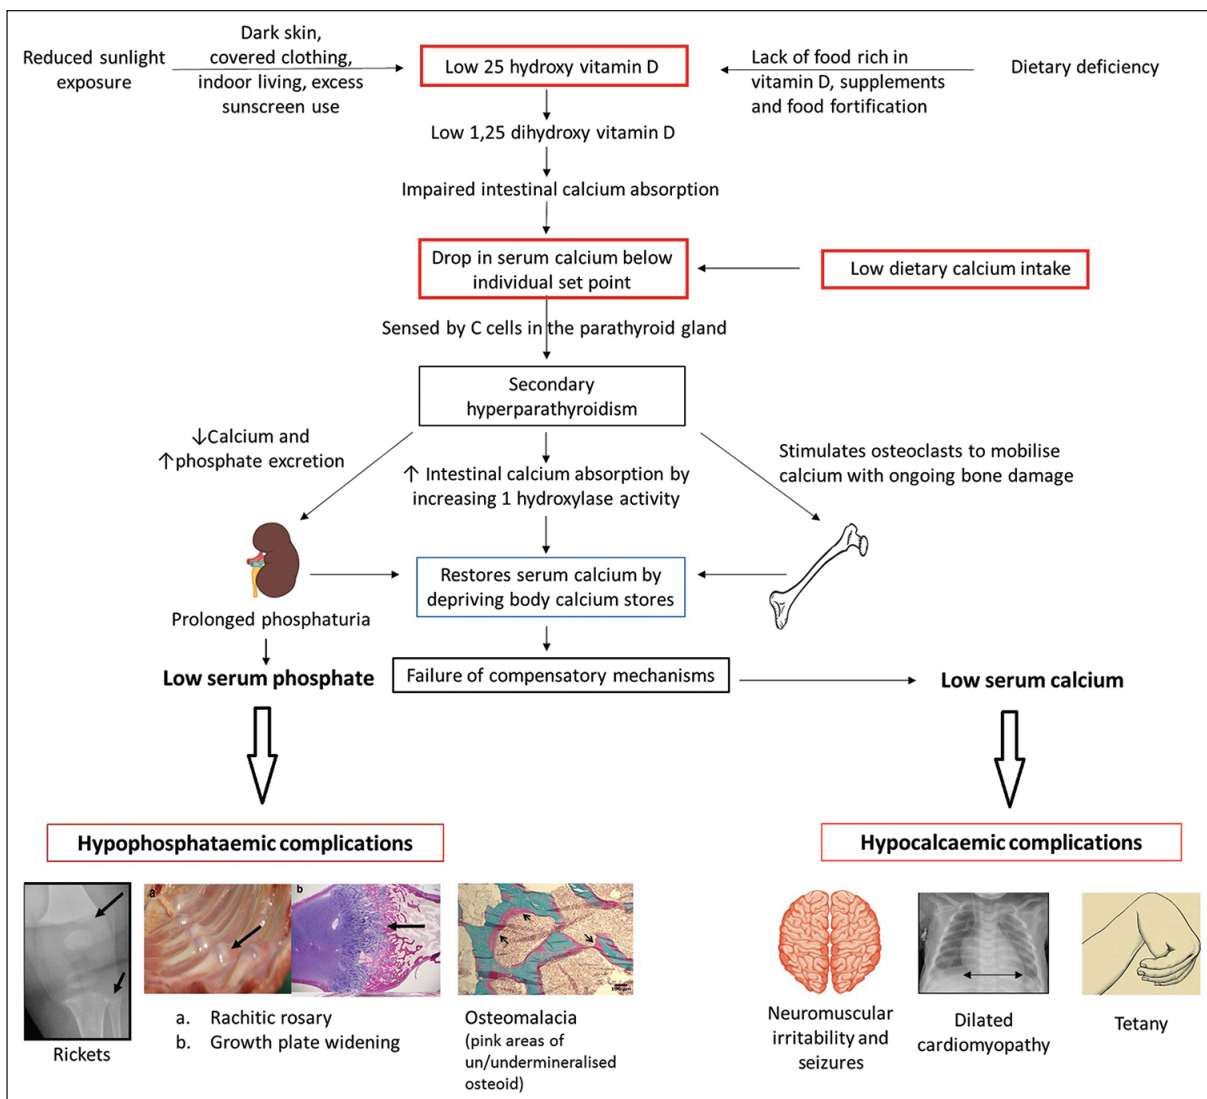 Reduced sunlight
exposure
Dark skin,
covered clothing,
indoor living, excess
sunscreen use
Low 25 hydroxy vitamin D
Lack of food rich in
vitamin D, supplements
and food fortification
Dietary deficiency
Low 1,25 dihydroxy vitamin D
Impaired intestinal calcium absorption
Drop in serum calcium below
individual set point
Low dietary calcium intake
Sensed by C cells in the parathyroid gland
Secondary
hyperparathyroidism
↓Calcium and
↑phosphate excretion
↑ Intestinal calcium absorption by
increasing 1 hydroxylase activity
Stimulates osteoclasts to mobilise
calcium with ongoing bone damage
Restores serum calcium by
depriving body calcium stores
Prolonged phosphaturia
Low serum phosphate
Failure of compensatory mechanisms
Low serum calcium
Hypophosphataemic complications
Hypocalcaemic complications
a
b
100 µm
Rickets
a. Rachitic rosary
b. Growth plate widening
Osteomalacia
(pink areas of
un/undermineralised
osteoid)
Neuromuscular
irritability and
seizures
Dilated
cardiomyopathy
Tetany